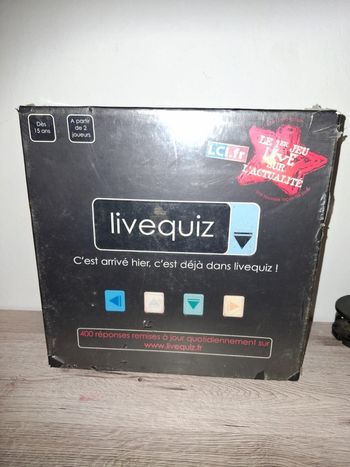 Dès
15 ans
A partir
de 2
joueurs
LCI.fr
LE 1ER JEU
LIVE
SUR
L'ACTUALITÉ
livequiz
C'est arrivé hier, c'est déjà dans livequiz !
400 réponses remises à jour quotidiennement sur
www.livequiz.fr